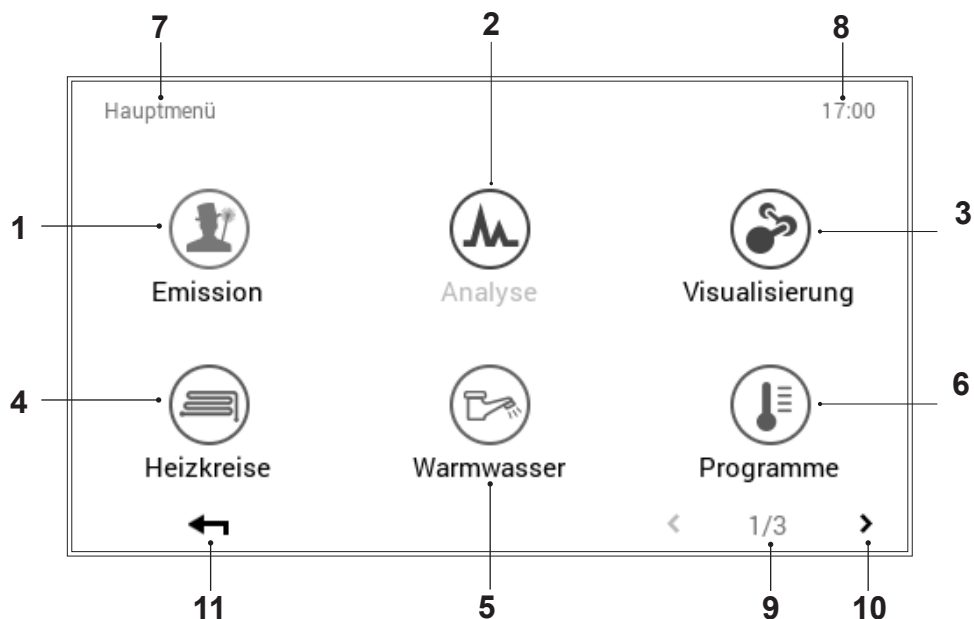 7 2 8
Hauptmenü 17:00
1 3
Emission Analyse Visualisierung
4 6
Heizkreise Warmwasser Programme
< 1/3 >
11 5 9 10